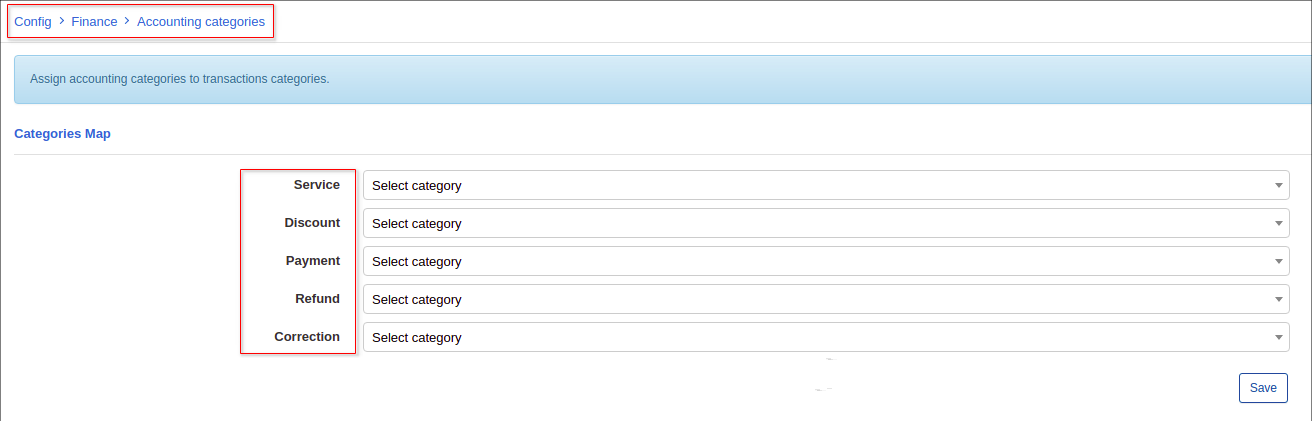 Config > Finance > Accounting categories
Assign accounting categories to transactions categories.
Categories Map
Service Select category
Discount Select category
Payment Select category
Refund Select category
Correction Select category
Save